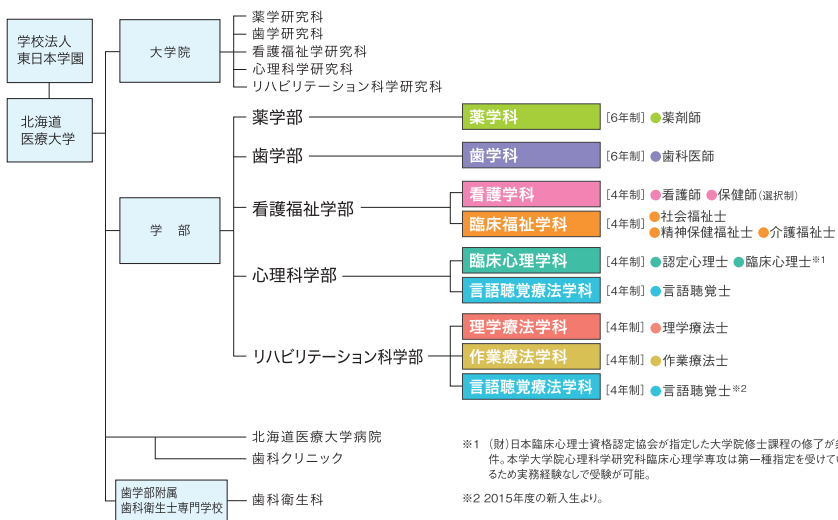 学校法人
東日本学園
北海道
医療大学
大学院
薬学研究科
歯学研究科
看護福祉学研究科
心理科学研究科
リハビリテーション科学研究科
学 部
薬学部
薬学科 [6年制] ●薬剤師
歯学部
歯学科 [6年制] ●歯科医師
看護福祉学部
看護学科 [4年制] ●看護師 ●保健師(選択制)
臨床福祉学科 [4年制] ●社会福祉士
●精神保健福祉士 ●介護福祉士
心理科学部
臨床心理学科 [4年制] ●認定心理士 ●臨床心理士※1
言語聴覚療法学科 [4年制] ●言語聴覚士
リハビリテーション科学部
理学療法学科 [4年制] ●理学療法士
作業療法学科 [4年制] ●作業療法士
言語聴覚療法学科 [4年制] ●言語聴覚士※2
北海道医療大学病院
歯科クリニック
歯学部附属
歯科衛生士専門学校
歯科衛生科
※1 (財)日本臨床心理士資格認定協会が指定した大学院修士課程の修了が
件。本学大学院心理科学研究科臨床心理学専攻は第一種指定を受けてい
るため実務経験なしで受験が可能。
※2 2015年度の新入生より。